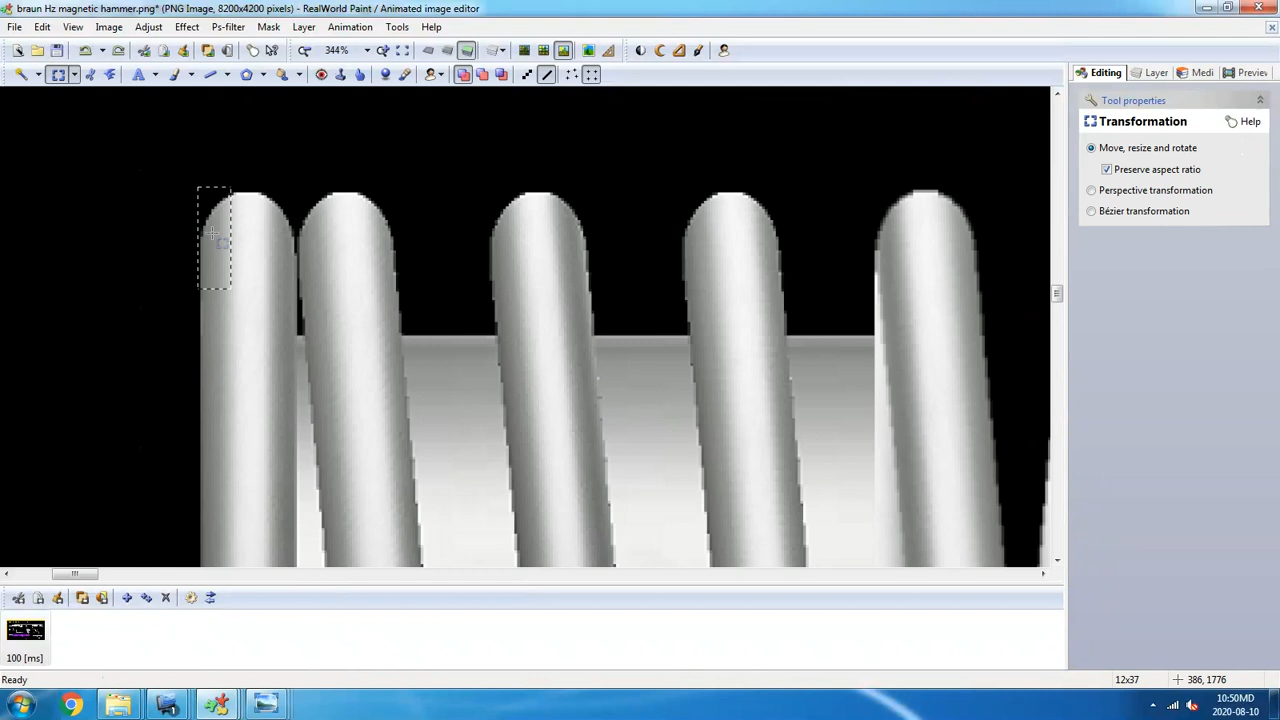 braun Hz magnetic hammer.png* (PNG Image, 8200x4200 pixels) - RealWorld Paint / Animated image editor
File Edit View Image Adjust Effect Ps-filter Mask Layer Animation Tools Help
344%
Editing Layer Medi Preview
Tool properties
Transformation Help
Move, resize and rotate
Preserve aspect ratio
Perspective transformation
Bézier transformation
100 [ms]
Ready 12x37 386, 1776
10:50MD
2020-08-10